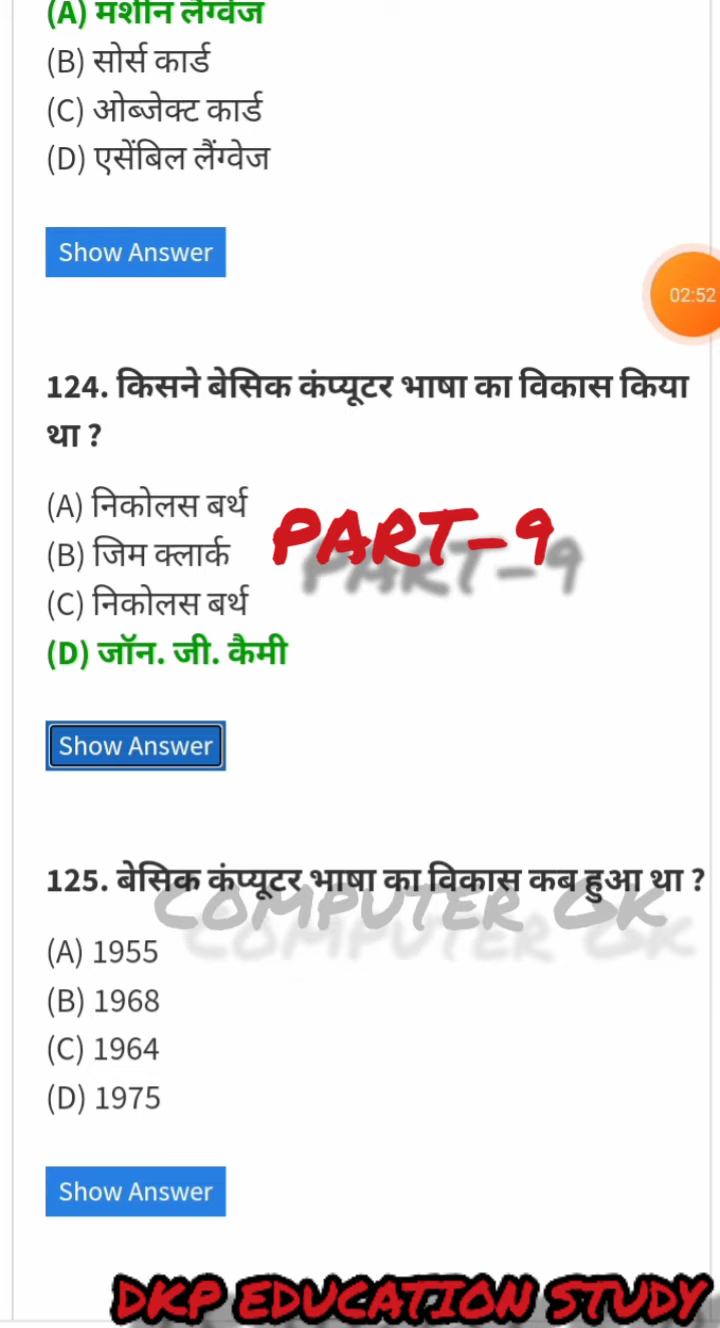 (A) मशीन लैंग्वेज
(B) सोर्स कार्ड
(C) ओब्जेक्ट कार्ड
(D) एसेंबिल लैंग्वेज
Show Answer
02:52
124. किसने बेसिक कंप्यूटर भाषा का विकास किया
था ?
(A) निकोलस बर्थ
(B) जिम क्लार्क
PART-9
(C) निकोलस बर्थ
(D) जॉन. जी. कैमी
Show Answer
125. बेसिक कंप्यूटर भाषा का विकास कब हुआ था ?
COMPUTER GK
(A) 1955
(B) 1968
(C) 1964
(D) 1975
Show Answer
DKP EDUCATION STUDY